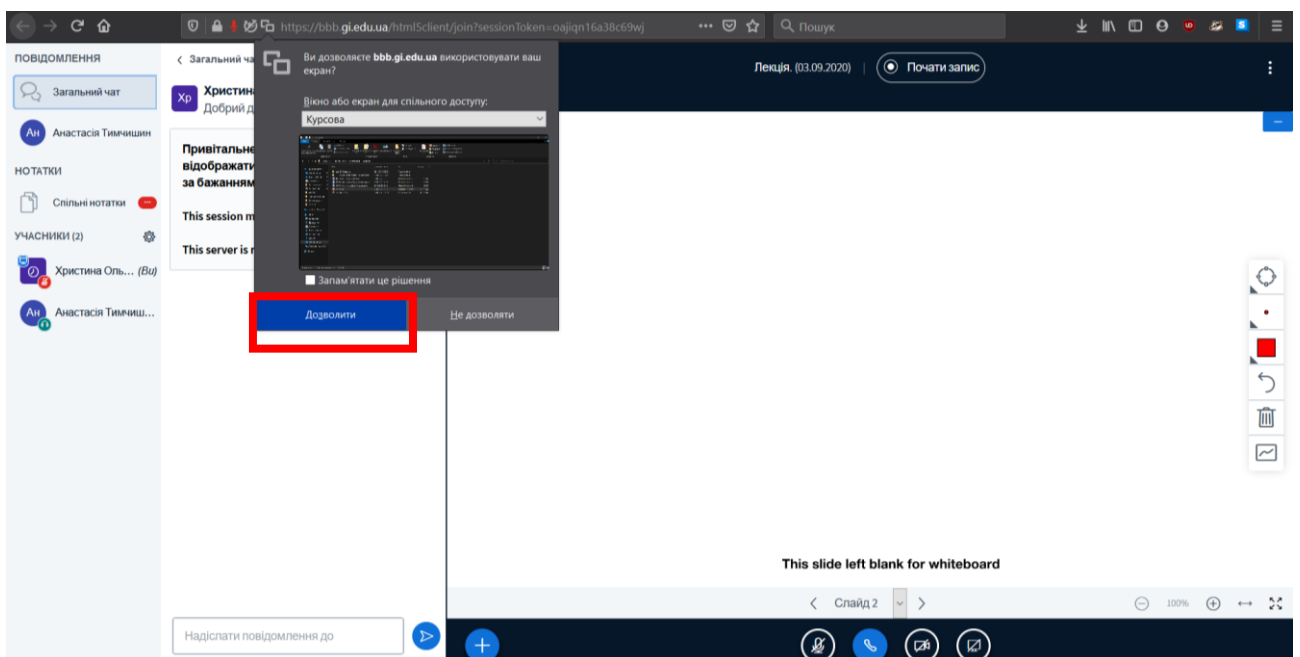 https://bbb.gi.edu.ua/html5client/join?sessionToken=oajiqn16a38c69wj
Пошук
ПОВІДОМЛЕННЯ
Загальний чат
Ан
Анастасія Тимчишин
НОТАТКИ
Спільні нотатки
УЧАСНИКИ (2)
Христина Оль... (Ви)
Ан
Анастасія Тимчиш...
Загальний ча
Хр
Христин
Добрий д
Привітальне
відображати
за бажанням
This session m
This server is r
Надіслати повідомлення до
Ви дозволяєте bbb.gi.edu.ua використовувати ваш
екран?
Вікно або екран для спільного доступу:
Курсова
Запам'ятати це рішення
Дозволити
Не дозволяти
Лекція. (03.09.2020)
Почати запис
This slide left blank for whiteboard
Слайд 2
100%